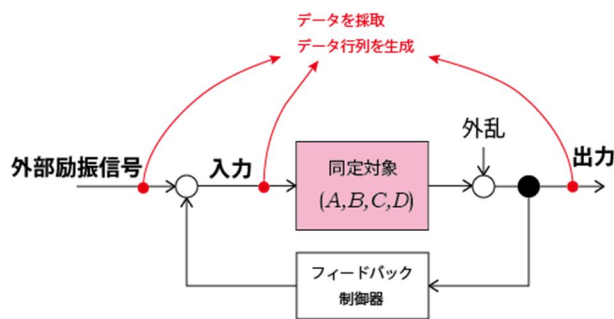 データを採取
データ行列を生成
外乱
外部励振信号
入力
同定対象
(A,B,C,D)
出力
フィードバック
制御器